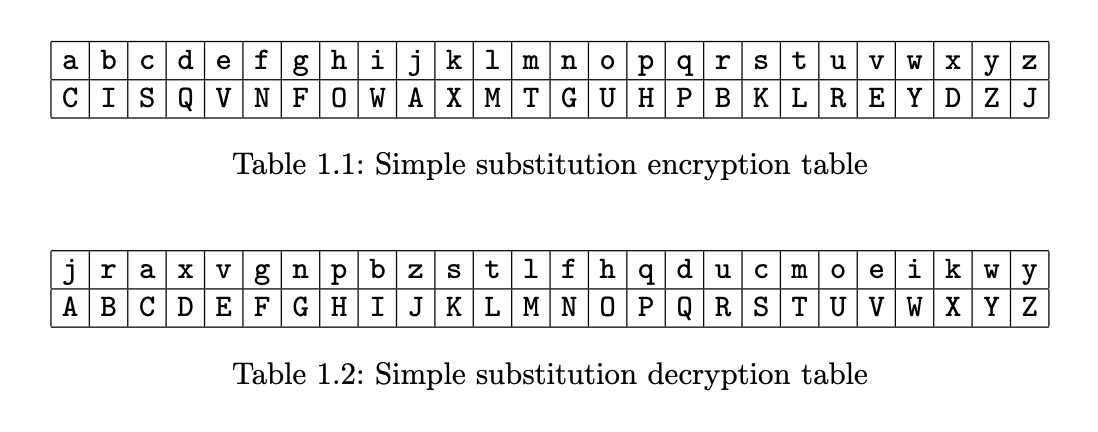 a b c d e f g h i j k l m n o p q r s t u v w x y z
C I S Q V N F O W A X M T G U H P B K L R E Y D Z J
Table 1.1: Simple substitution encryption table
j r a x v g n p b z s t l f h q d u c m o e i k w y
A B C D E F G H I J K L M N O P Q R S T U V W X Y Z
Table 1.2: Simple substitution decryption table